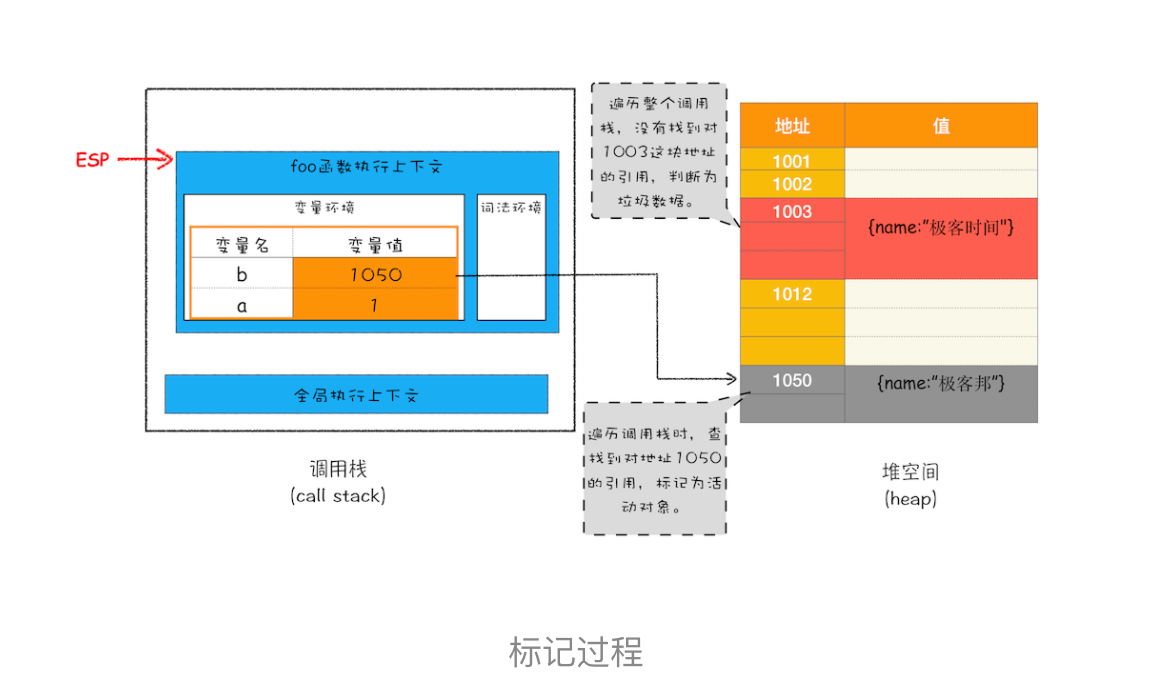 ESP
foo函数执行上下文
变量环境
词法环境
变量名
变量值
b
1050
a
1
全局执行上下文
调用栈
(call stack)
遍历整个调用
栈，没有找到对
1003这块地址
的引用，判断为
垃圾数据。
遍历调用栈时，查
找到对地址1050
的引用，标记为活
动对象。
地址
值
1001
1002
1003
{name:"极客时间"}
1012
1050
{name:"极客邦"}
堆空间
(heap)
标记过程